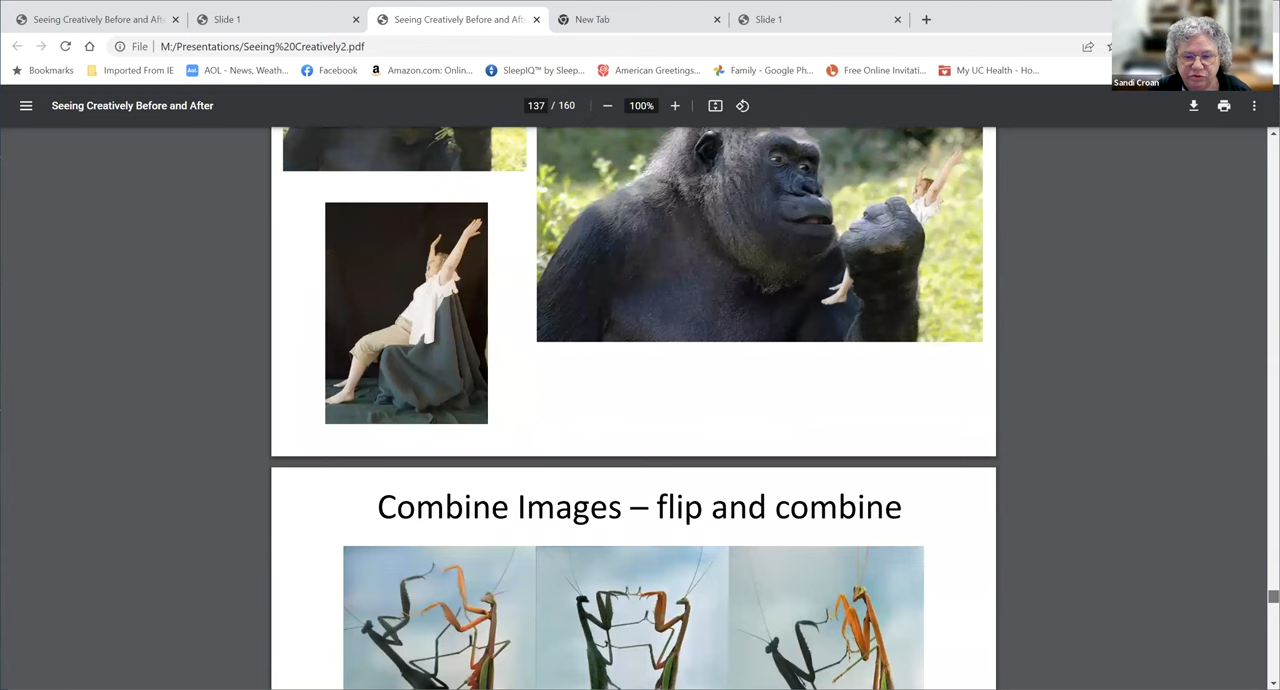 Seeing Creatively Before and Aft
Slide 1
Seeing Creatively Before and Aft
New Tab
Slide 1
File
M:/Presentations/Seeing%20Creatively2.pdf
Bookmarks
Imported From IE
AOL - News, Weath...
Facebook
Amazon.com: Onlin...
SleepIQ™ by Sleep...
American Greetings...
Family - Google Ph...
Free Online Invitati...
My UC Health - Ho...
Sandi Croan
Seeing Creatively Before and After
137 / 160
100%
Combine Images – flip and combine